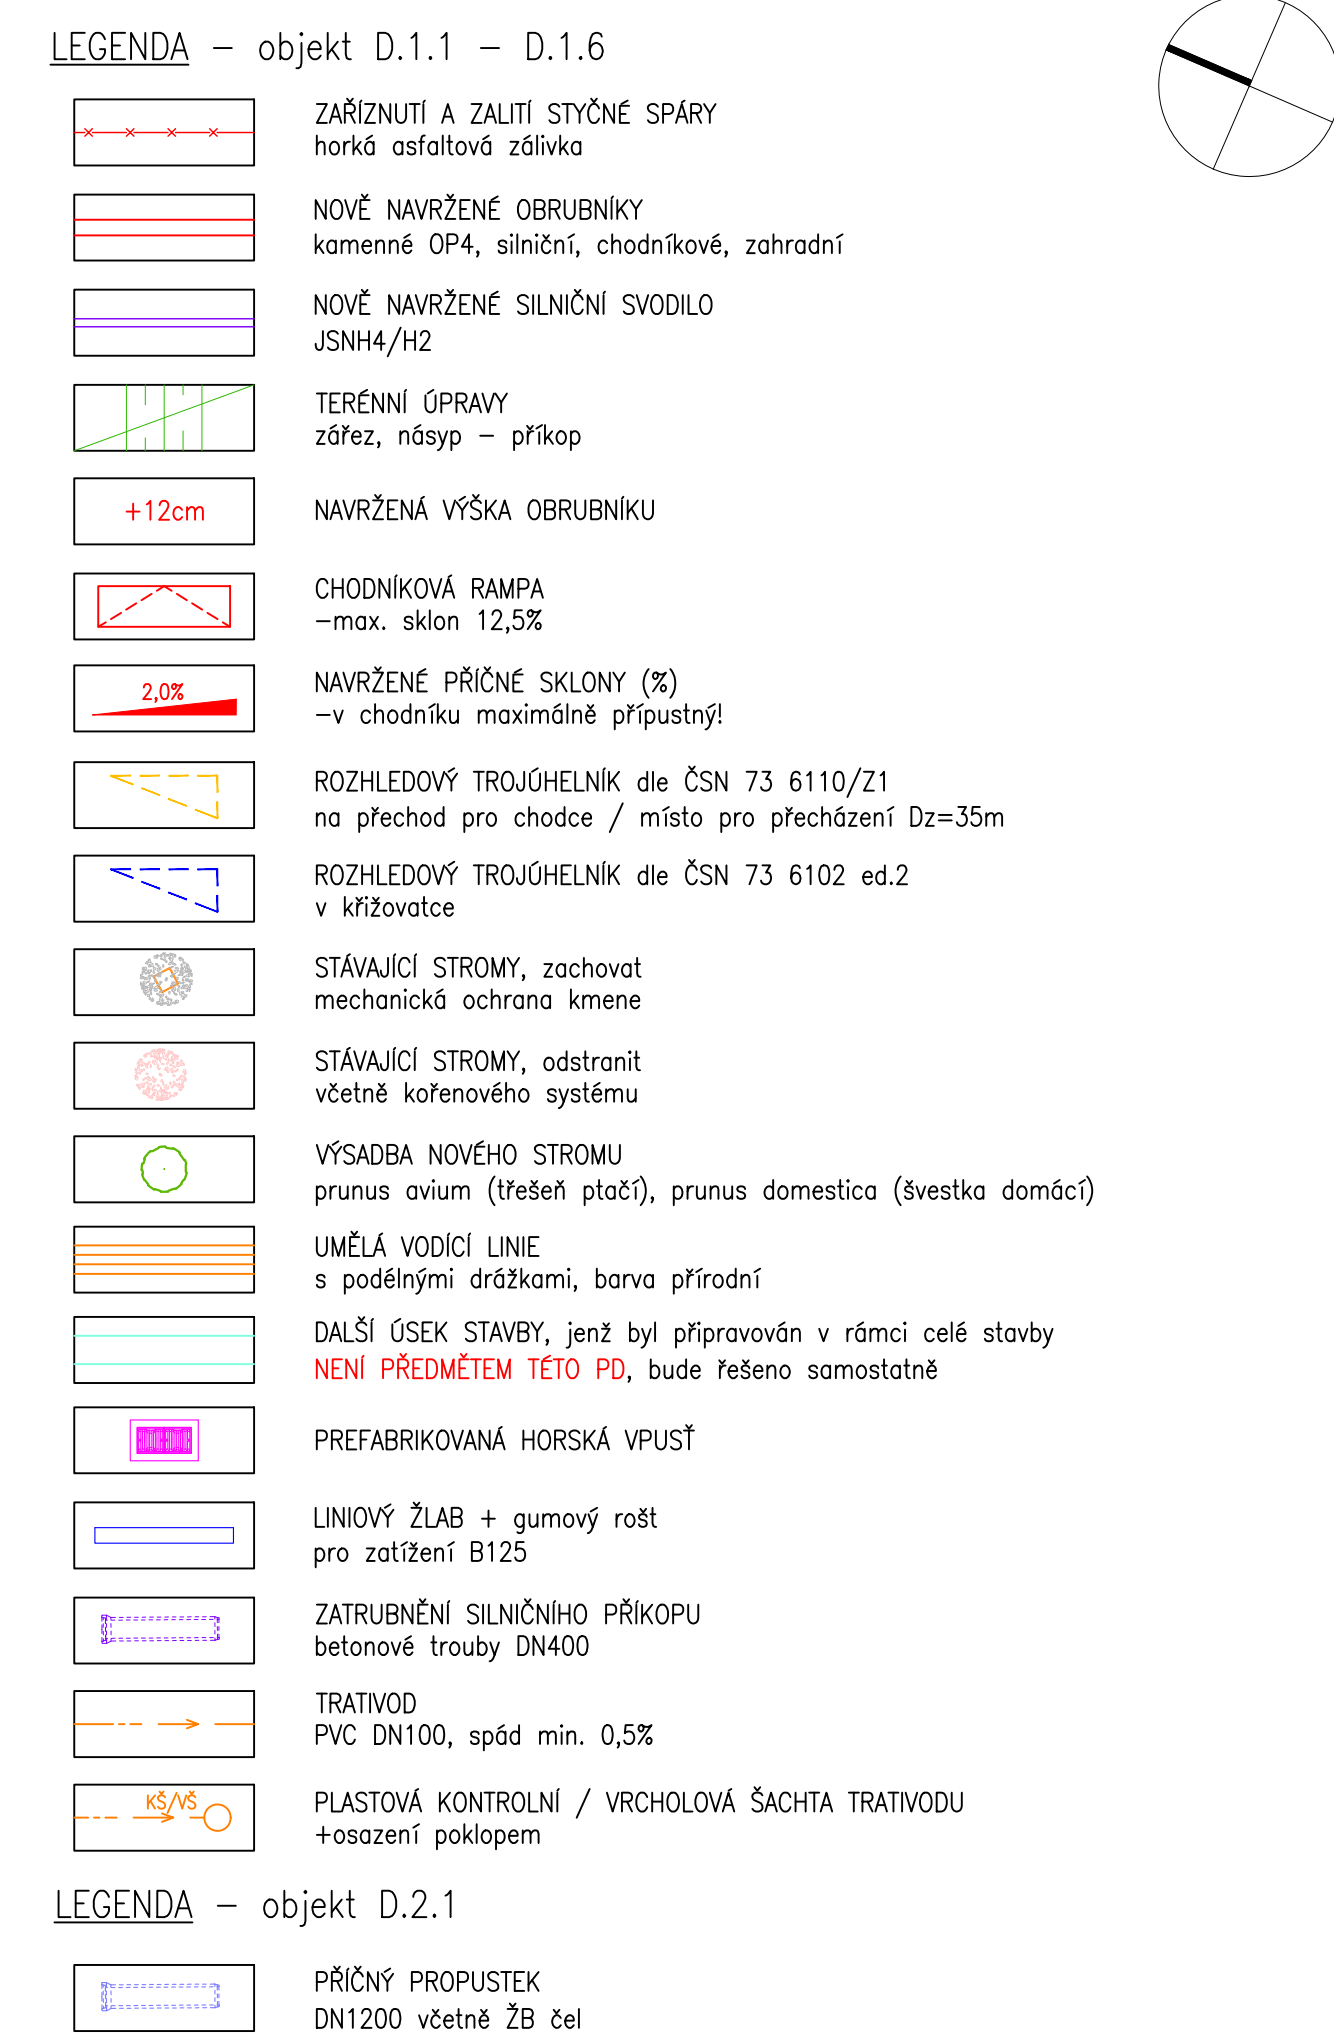 LEGENDA - objekt D.1.1 - D.1.6
ZAŘÍZNUTÍ A ZALITÍ STYČNÉ SPÁRY
horká asfaltová zálivka
NOVĚ NAVRŽENÉ OBRUBNÍKY
kamenné OP4, silniční, chodníkové, zahradní
NOVĚ NAVRŽENÉ SILNIČNÍ SVODILO
JSNH4/H2
TERÉNNÍ ÚPRAVY
zářez, násyp - příkop
+12cm
NAVRŽENÁ VÝŠKA OBRUBNÍKU
CHODNÍKOVÁ RAMPA
-max. sklon 12,5%
2,0%
NAVRŽENÉ PŘÍČNÉ SKLONY (%)
-v chodníku maximálně přípustný!
ROZHLEDOVÝ TROJÚHELNÍK dle ČSN 73 6110/Z1
na přechod pro chodce / místo pro přecházení Dz=35m
ROZHLEDOVÝ TROJÚHELNÍK dle ČSN 73 6102 ed.2
v křižovatce
STÁVAJÍCÍ STROMY, zachovat
mechanická ochrana kmene
STÁVAJÍCÍ STROMY, odstranit
včetně kořenového systému
VÝSADBA NOVÉHO STROMU
prunus avium (třešeň ptačí), prunus domestica (švestka domácí)
UMĚLÁ VODÍCÍ LINIE
s podélnými drážkami, barva přírodní
DALŠÍ ÚSEK STAVBY, jenž byl připravován v rámci celé stavby
NENÍ PŘEDMĚTEM TÉTO PD, bude řešeno samostatně
PREFABRIKOVANÁ HORSKÁ VPUSŤ
LINIOVÝ ŽLAB + gumový rošt
pro zatížení B125
ZATRUBNĚNÍ SILNIČNÍHO PŘÍKOPU
betonové trouby DN400
TRATIVOD
PVC DN100, spád min. 0,5%
KŠ/VŠ
PLASTOVÁ KONTROLNÍ / VRCHOLOVÁ ŠACHTA TRATIVODU
+osazení poklopem
LEGENDA - objekt D.2.1
PŘÍČNÝ PROPUSTEK
DN1200 včetně ŽB čel